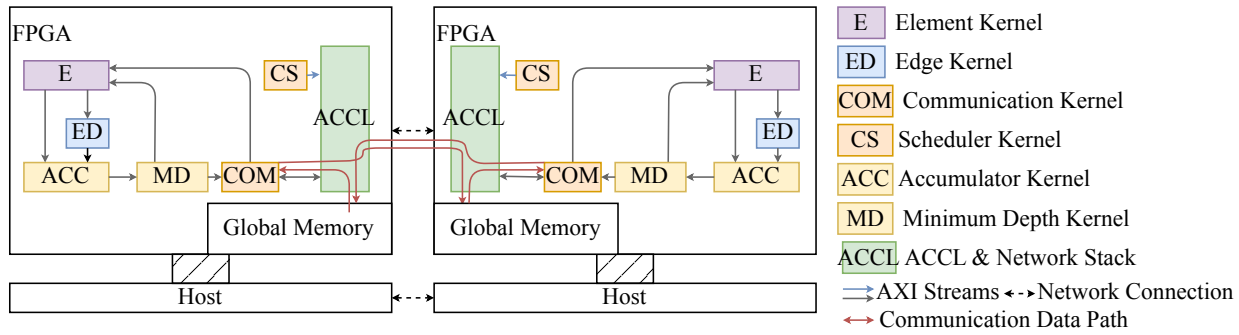 FPGA
E
ED
ACC
MD
COM
CS
ACCL
Global Memory
Host
FPGA
ACCL
CS
E
ED
COM
MD
ACC
Global Memory
Host
E Element Kernel
ED Edge Kernel
COM Communication Kernel
CS Scheduler Kernel
ACC Accumulator Kernel
MD Minimum Depth Kernel
ACCL ACCL & Network Stack
AXI Streams Network Connection
Communication Data Path